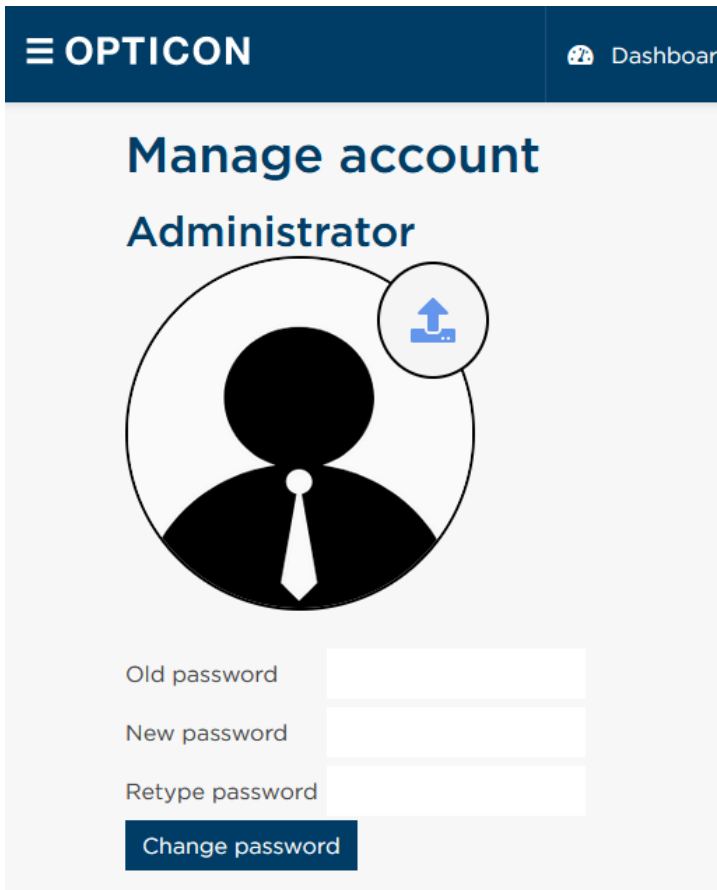 OPTICON
Manage account
Administrator
Old password
New password
Retype password
Change password